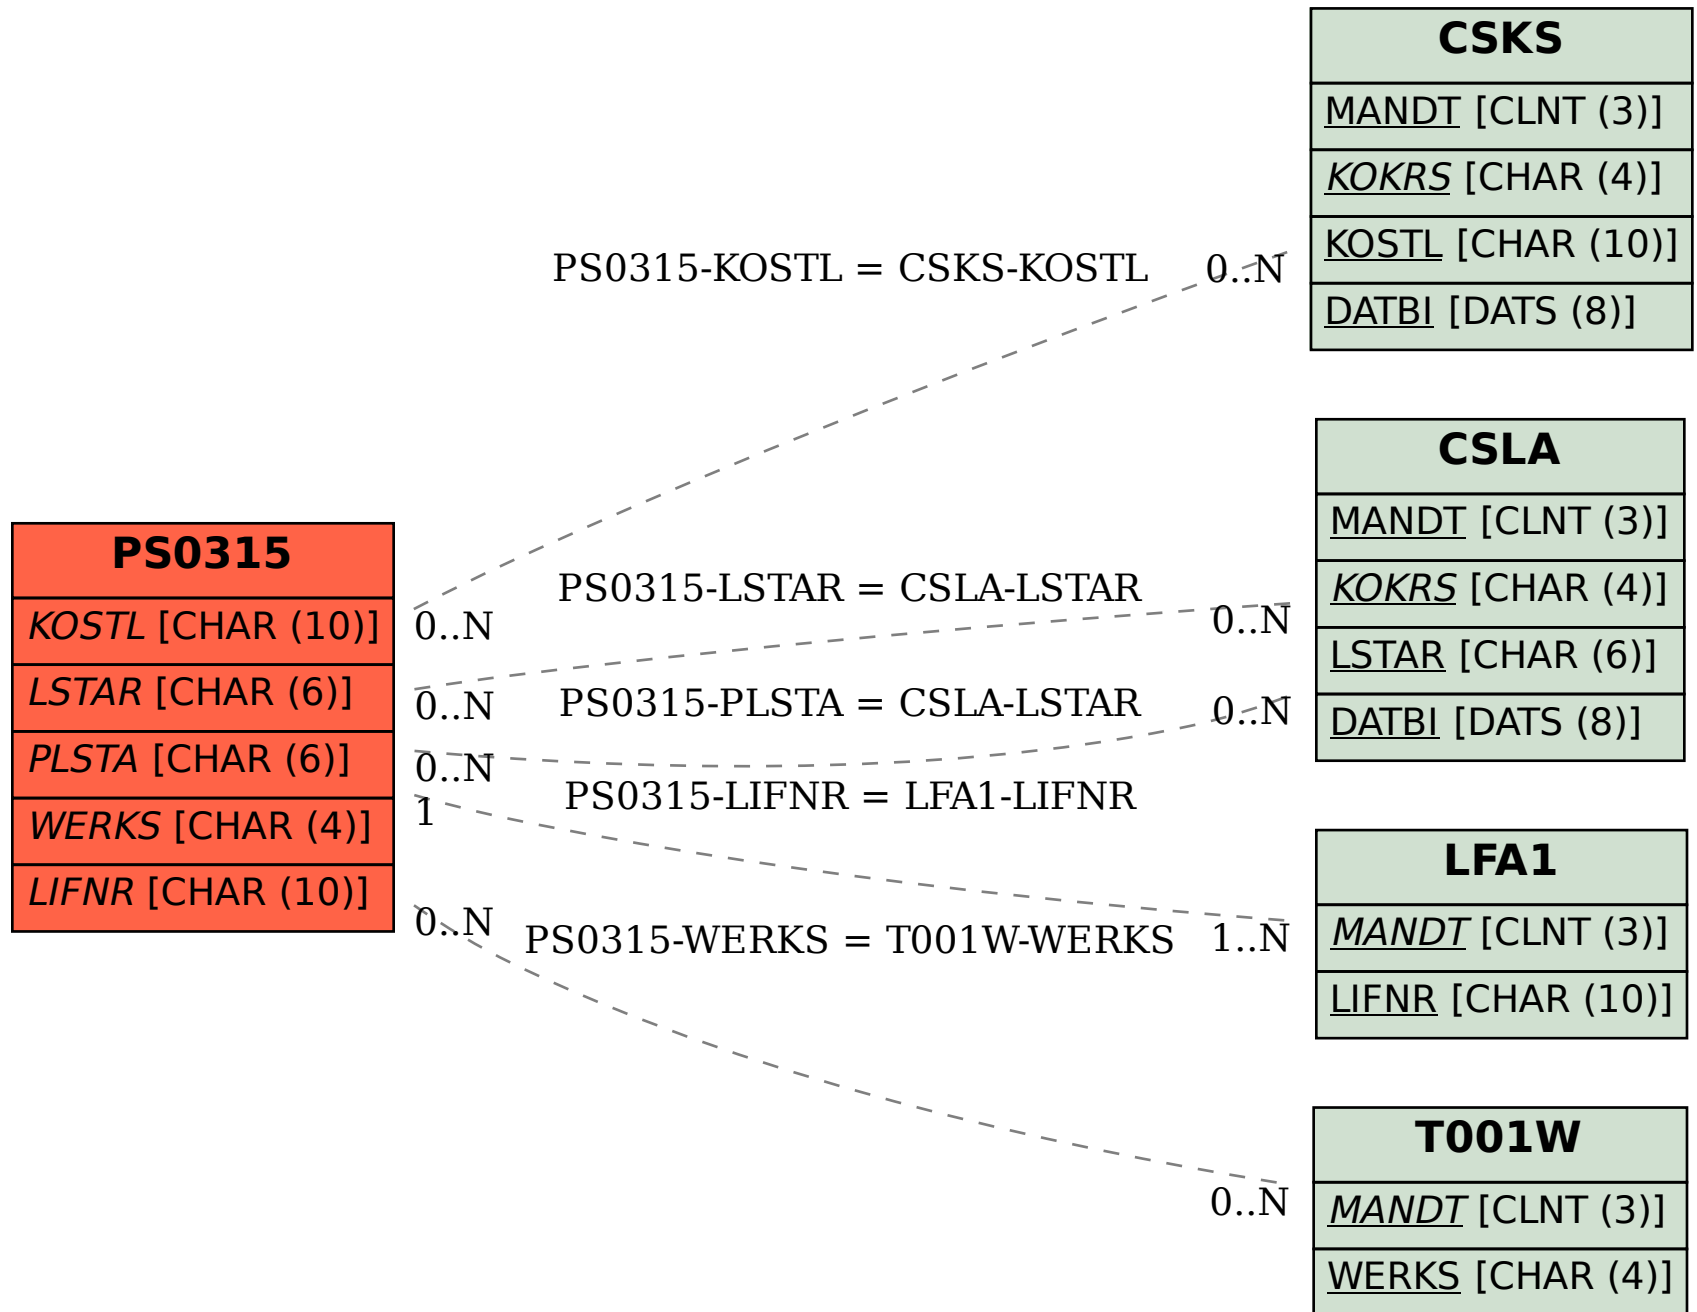 CSKS
MANDT [CLNT (3)]
KOKRS [CHAR (4)]
KOSTL [CHAR (10)]
DATBI [DATS (8)]
PS0315-KOSTL = CSKS-KOSTL
0..N
CSLA
MANDT [CLNT (3)]
KOKRS [CHAR (4)]
LSTAR [CHAR (6)]
DATBI [DATS (8)]
PS0315
KOSTL [CHAR (10)]
LSTAR [CHAR (6)]
PLSTA [CHAR (6)]
WERKS [CHAR (4)]
LIFNR [CHAR (10)]
0..N
PS0315-LSTAR = CSLA-LSTAR
0..N
0..N
PS0315-PLSTA = CSLA-LSTAR
0..N
0..N
1
PS0315-LIFNR = LFA1-LIFNR
0..N
PS0315-WERKS = T001W-WERKS
1..N
LFA1
MANDT [CLNT (3)]
LIFNR [CHAR (10)]
0..N
T001W
MANDT [CLNT (3)]
WERKS [CHAR (4)]